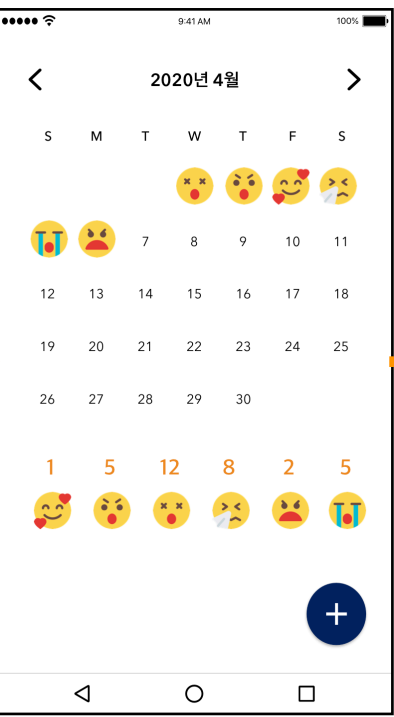 9:41 AM 100%
2020년 4월
S M T W T F S
7 8 9 10 11
12 13 14 15 16 17 18
19 20 21 22 23 24 25
26 27 28 29 30
1 5 12 8 2 5
+